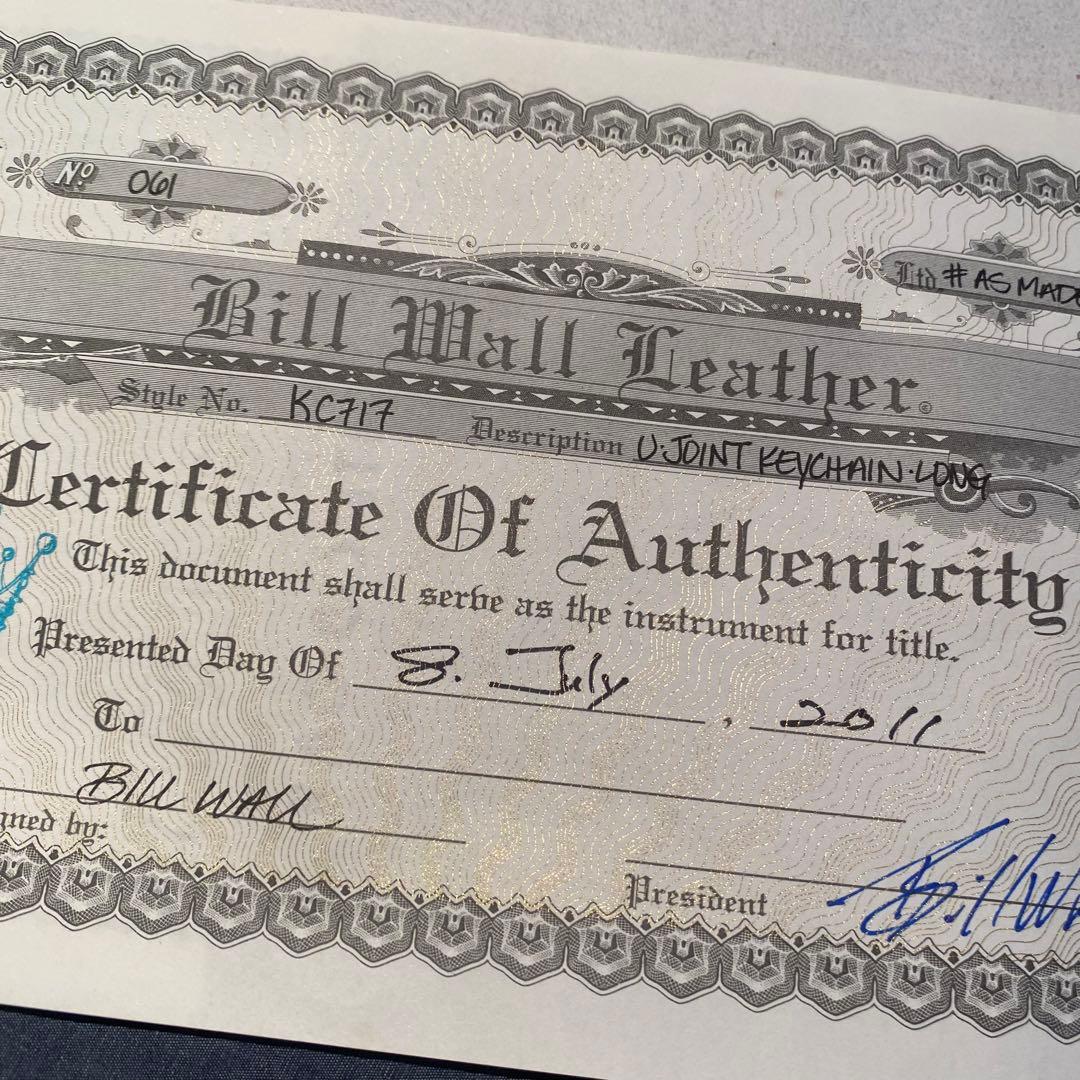 Nº 061
Ltd. # AS MADE
Bill Wall Leather®
Style No. KC717 Description U-JOINT KEYCHAIN-LONG
Certificate Of Authenticity
This document shall serve as the instrument for title.
Presented Day Of 8. July, 2011
To
BILL WALL
gned by:
President Bill W